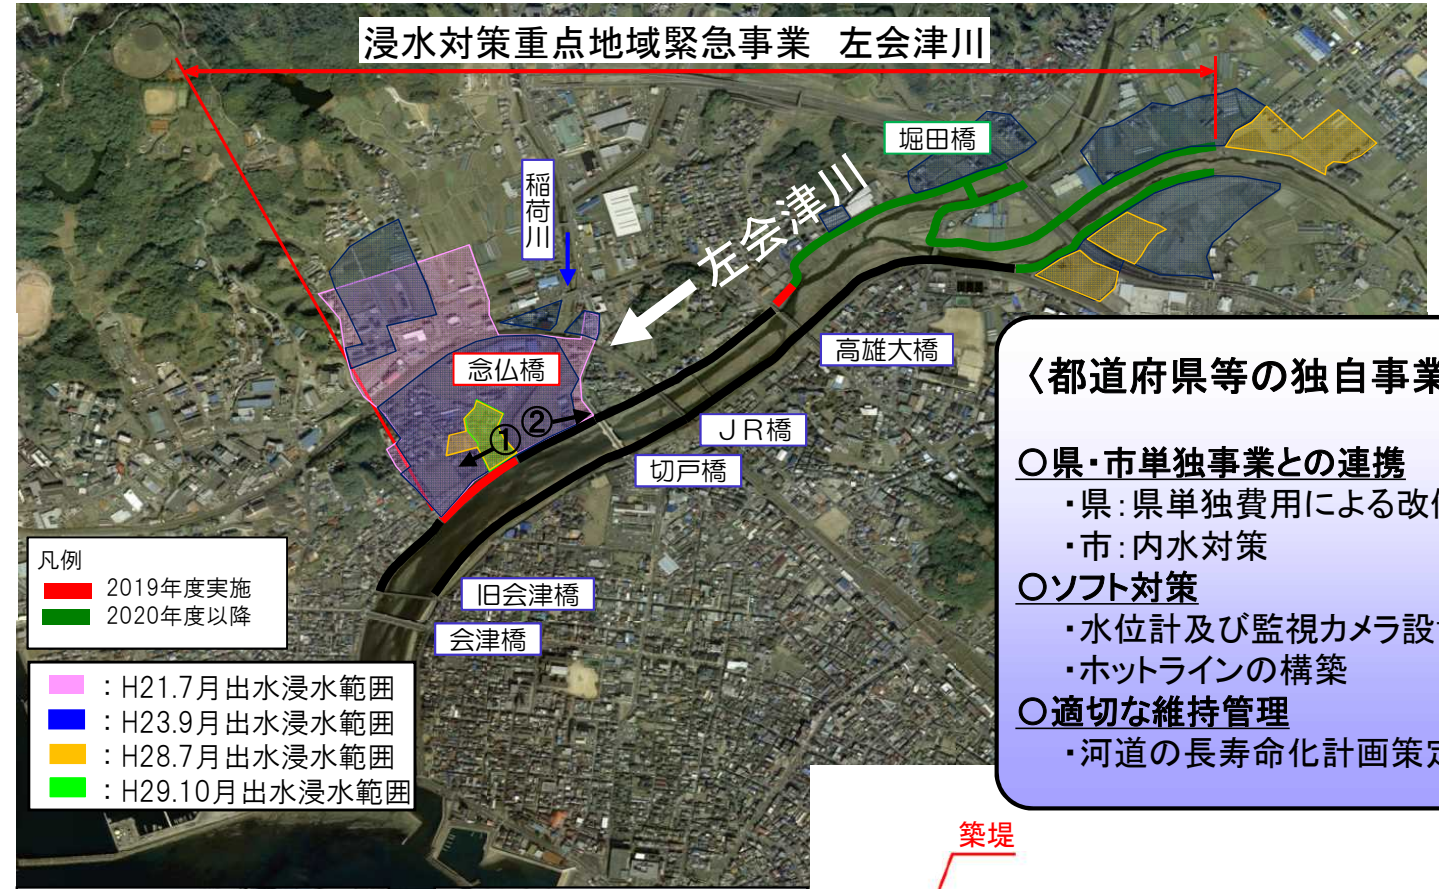 浸水対策重点地域緊急事業　左会津川
堀田橋
稲荷川
左会津川
念仏橋
高雄大橋
②
①
ＪＲ橋
切戸橋
旧会津橋
会津橋
凡例
2019年度実施
2020年度以降
：H21.7月出水浸水範囲
：H23.9月出水浸水範囲
：H28.7月出水浸水範囲
：H29.10月出水浸水範囲
〈都道府県等の独自事業
○県・市単独事業との連携
・県：県単独費用による改
・市：内水対策
○ソフト対策
・水位計及び監視カメラ設
・ホットラインの構築
○適切な維持管理
・河道の長寿命化計画策定
築堤